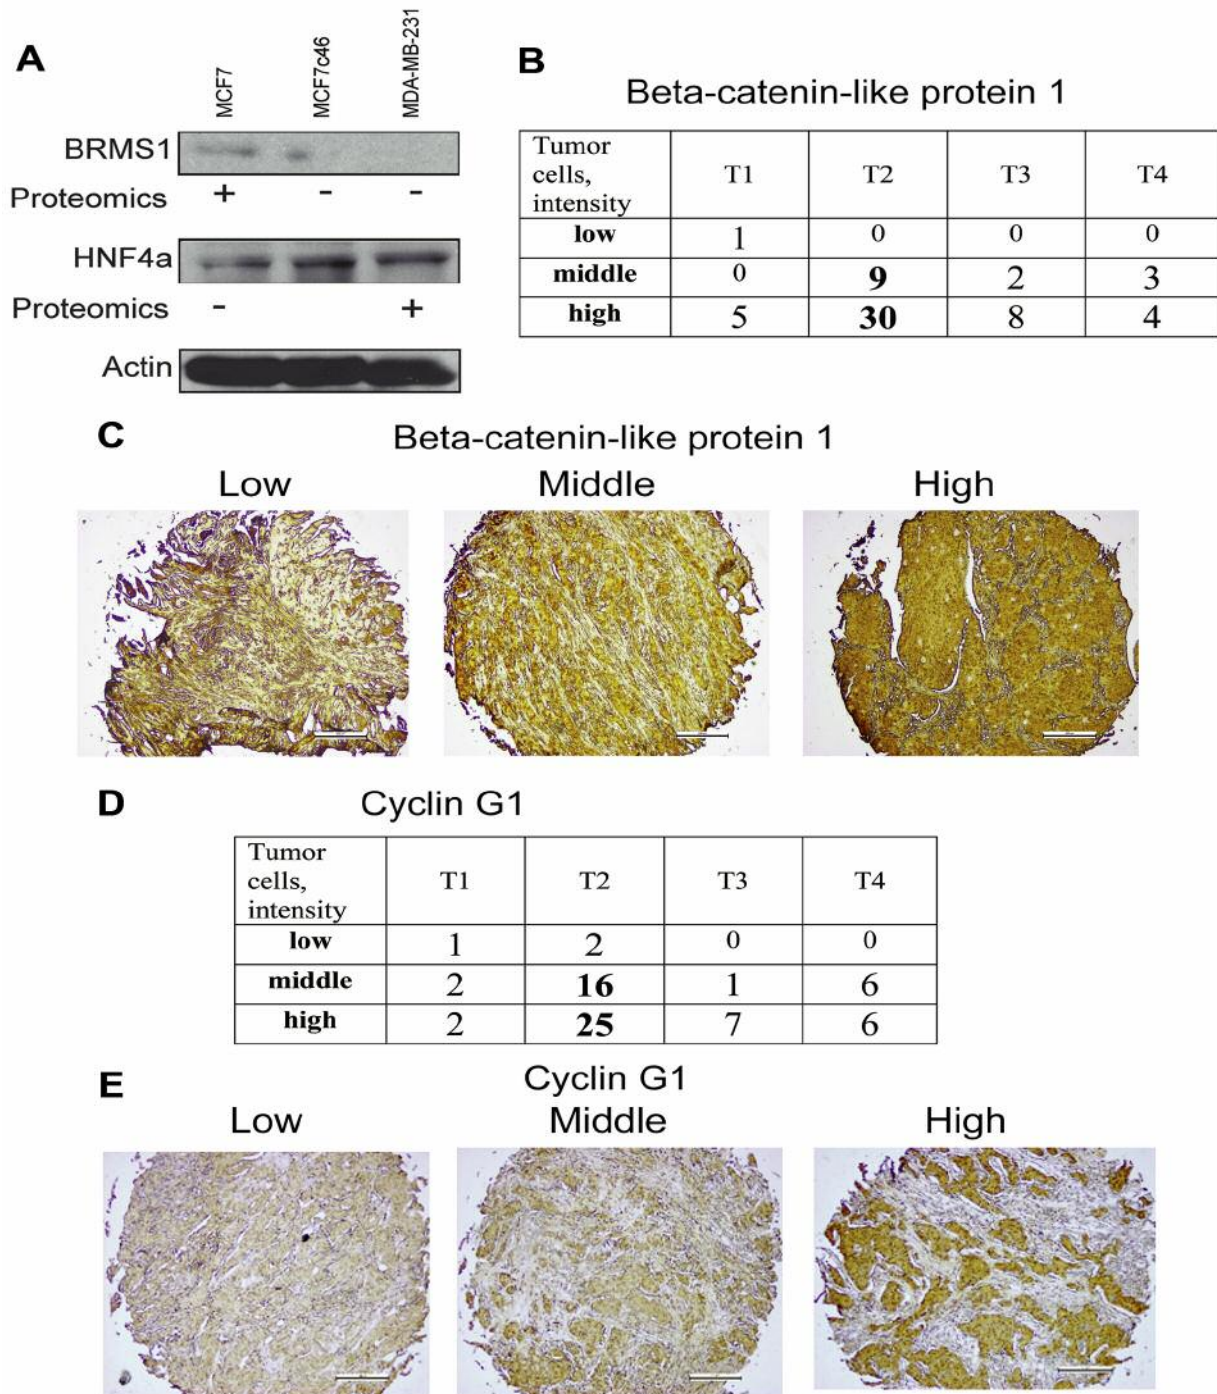 A
MCF7
MCF7c46
MDA-MB-231
BRMS1
Proteomics + - -
HNF4a
Proteomics - +
Actin
B
Beta-catenin-like protein 1
Tumor cells, intensity T1 T2 T3 T4
low 1 0 0 0
middle 0 9 2 3
high 5 30 8 4
C
Beta-catenin-like protein 1
Low Middle High
D
Cyclin G1
Tumor cells, intensity T1 T2 T3 T4
low 1 2 0 0
middle 2 16 1 6
high 2 25 7 6
E
Cyclin G1
Low Middle High